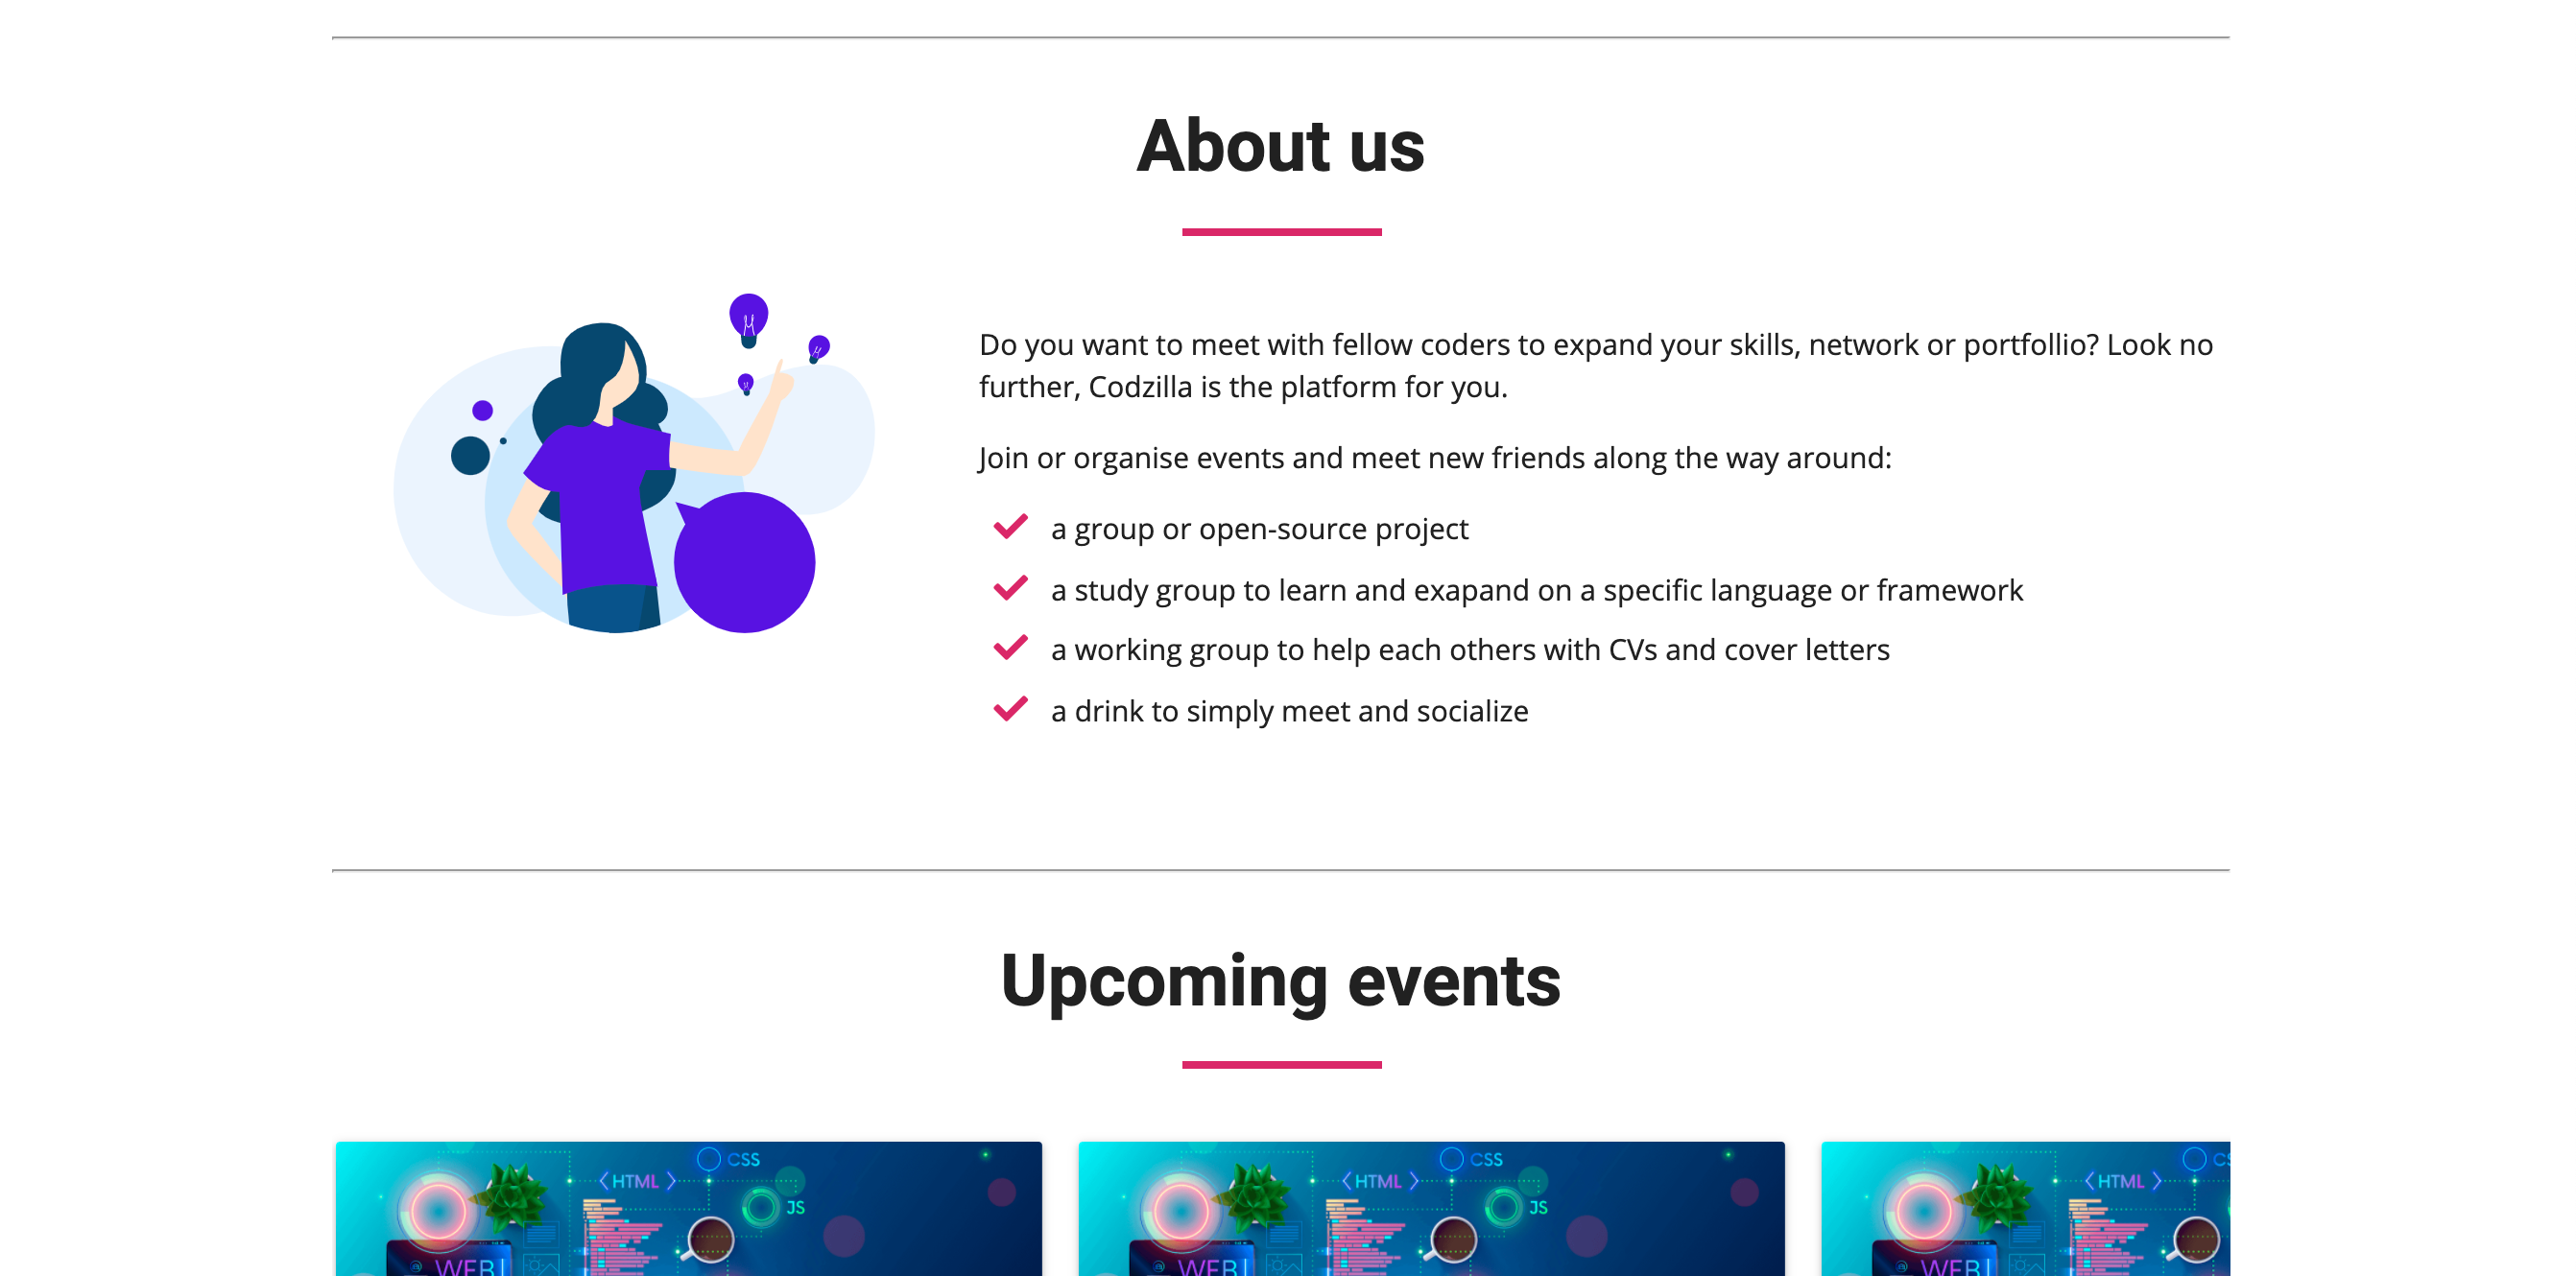 About us
Do you want to meet with fellow coders to expand your skills, network or portfollio? Look no
further, Codzilla is the platform for you.
Join or organise events and meet new friends along the way around:
a group or open-source project
a study group to learn and exapand on a specific language or framework
a working group to help each others with CVs and cover letters
a drink to simply meet and socialize
Upcoming events
CSS
<HTML>
JS
CSS
<HTML>
JS
<HTML>